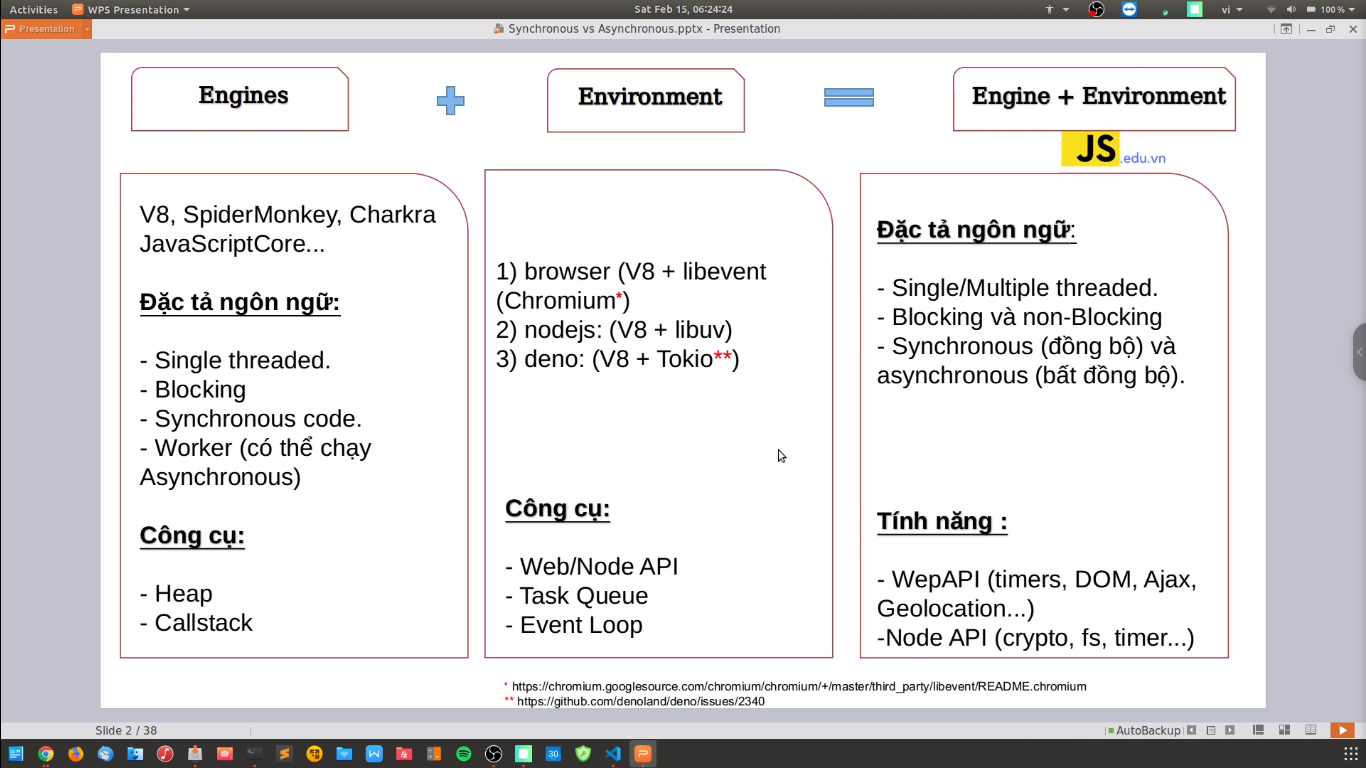 Activities
WPS Presentation
Sat Feb 15, 06:24:24
vi
100 %
Presentation
Synchronous vs Asynchronous.pptx - Presentation
Engines
Environment
Engine + Environment
JS.edu.vn
V8, SpiderMonkey, Charkra
JavaScriptCore...
Đặc tả ngôn ngữ:
- Single threaded.
- Blocking
- Synchronous code.
- Worker (có thể chạy
Asynchronous)
Công cụ:
- Heap
- Callstack
1) browser (V8 + libevent
(Chromium*)
2) nodejs: (V8 + libuv)
3) deno: (V8 + Tokio**)
Công cụ:
- Web/Node API
- Task Queue
- Event Loop
Đặc tả ngôn ngữ:
- Single/Multiple threaded.
- Blocking và non-Blocking
- Synchronous (đồng bộ) và
asynchronous (bất đồng bộ).
Tính năng :
- WepAPI (timers, DOM, Ajax,
Geolocation...)
-Node API (crypto, fs, timer...)
* https://chromium.googlesource.com/chromium/chromium/+/master/third_party/libevent/README.chromium
** https://github.com/denoland/deno/issues/2340
Slide 2 / 38
AutoBackup
30